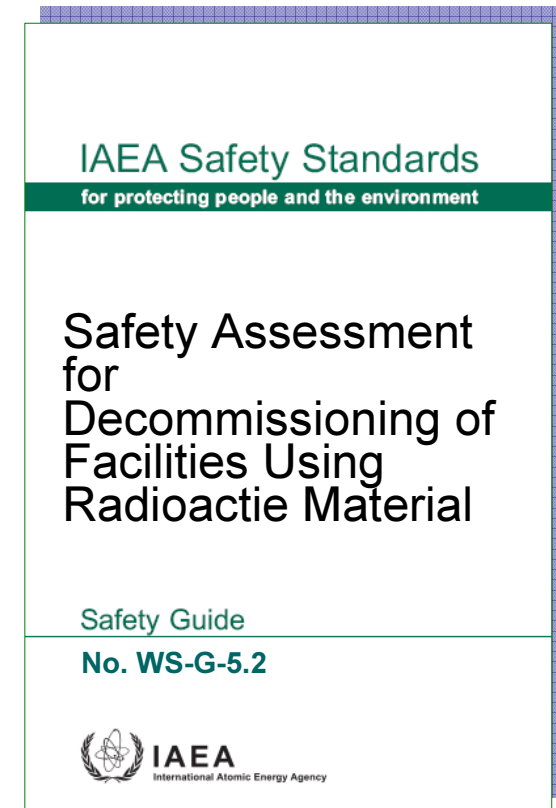 IAEA Safety Standards
for protecting people and the environment
Safety Assessment
for
Decommissioning of
Facilities Using
Radioactie Material
Safety Guide
No. WS-G-5.2
IAEA
International Atomic Energy Agency